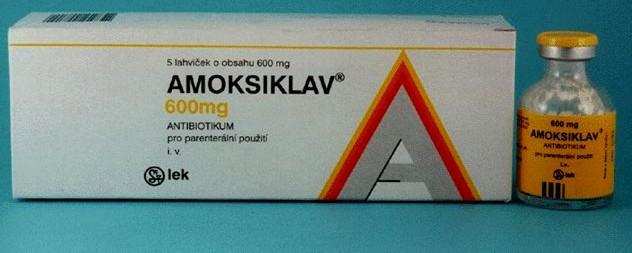 5 lahviček o obsahu 600 mg
AMOKSIKLAV®
600mg
ANTIBIOTIKUM
pro parenterální použití
i. v.
lek
A
600 mg
AMOKSIKLAV®
ANTIBIOTIKUM
pro parenterální použití
i.v.
lek